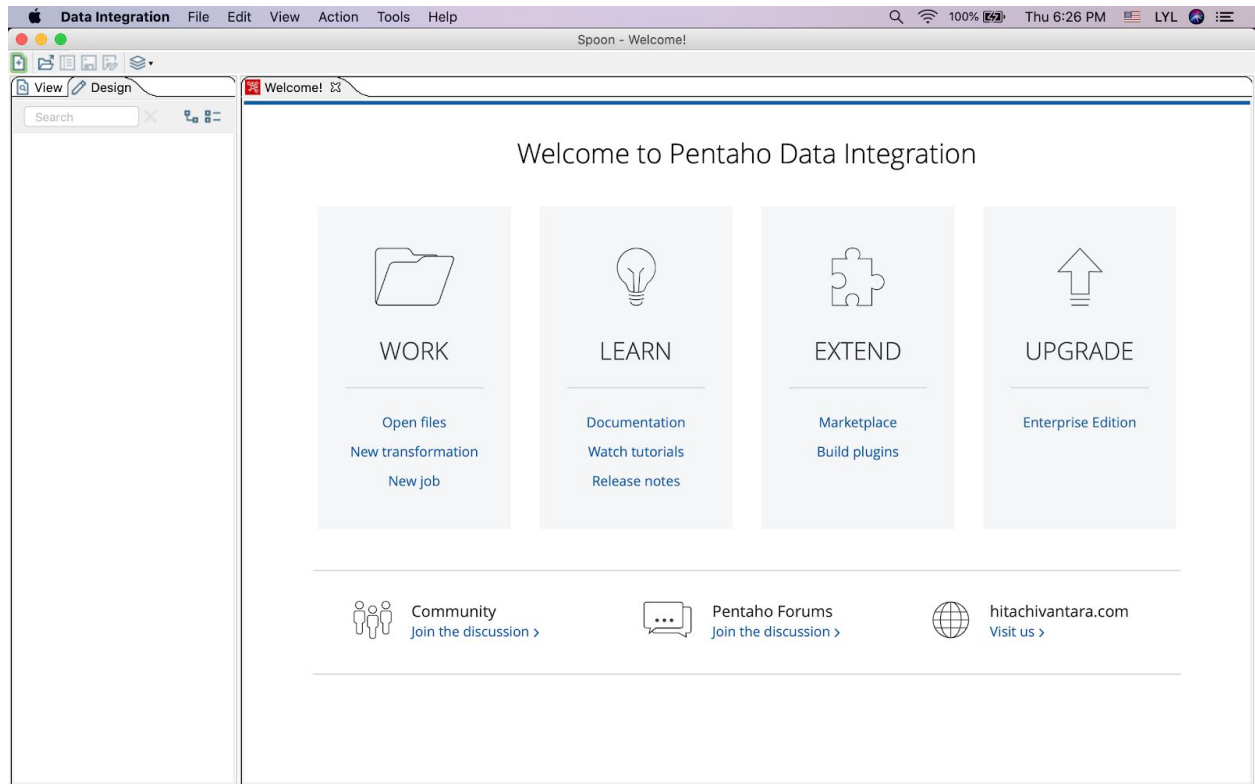 Data Integration File Edit View Action Tools Help 100% Thu 6:26 PM LYL
Spoon - Welcome!
View Design Welcome!
Search
Welcome to Pentaho Data Integration
WORK LEARN EXTEND UPGRADE
Open files Documentation Marketplace Enterprise Edition
New transformation Watch tutorials Build plugins
New job Release notes
Community Pentaho Forums hitachivantara.com
Join the discussion > Join the discussion > Visit us >